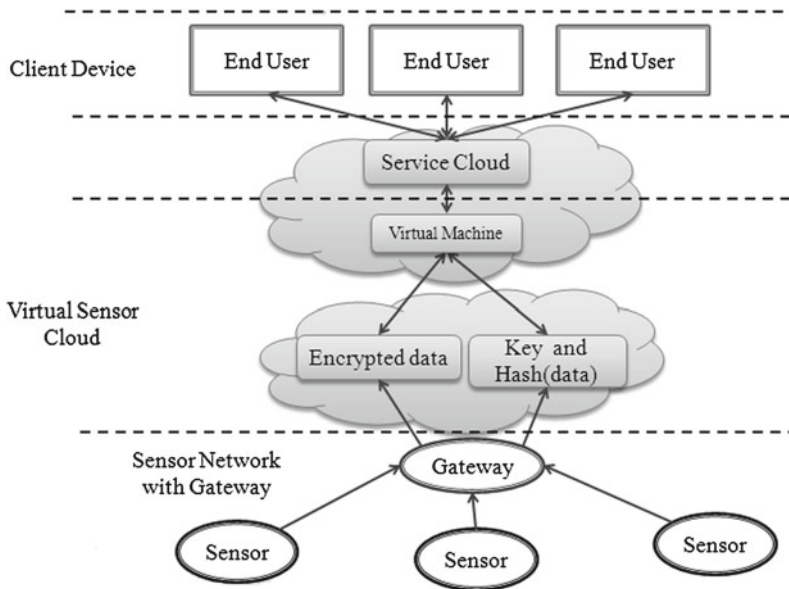 End User
End User
End User
Client Device
Service Cloud
Virtual Machine
Virtual Sensor
Cloud
Encrypted data
Key and
Hash(data)
Sensor Network
with Gateway
Gateway
Sensor
Sensor
Sensor